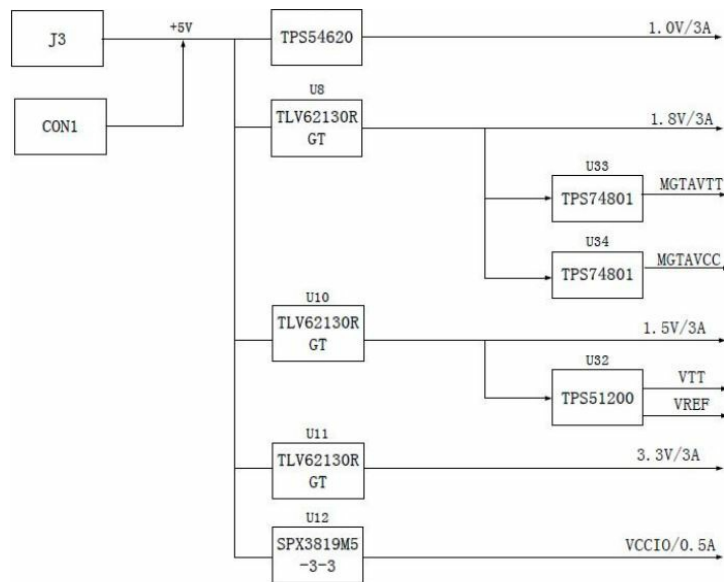 J3
+5V
TPS54620
1.0V/3A
CON1
U8
TLV62130R
GT
1.8V/3A
U33
TPS74801
MGTAVTT
U34
TPS74801
MGTAVCC
U10
TLV62130R
GT
1.5V/3A
U32
TPS51200
VTT
VREF
U11
TLV62130R
GT
3.3V/3A
U12
SPX3819M5
-3-3
VCCIO/0.5A